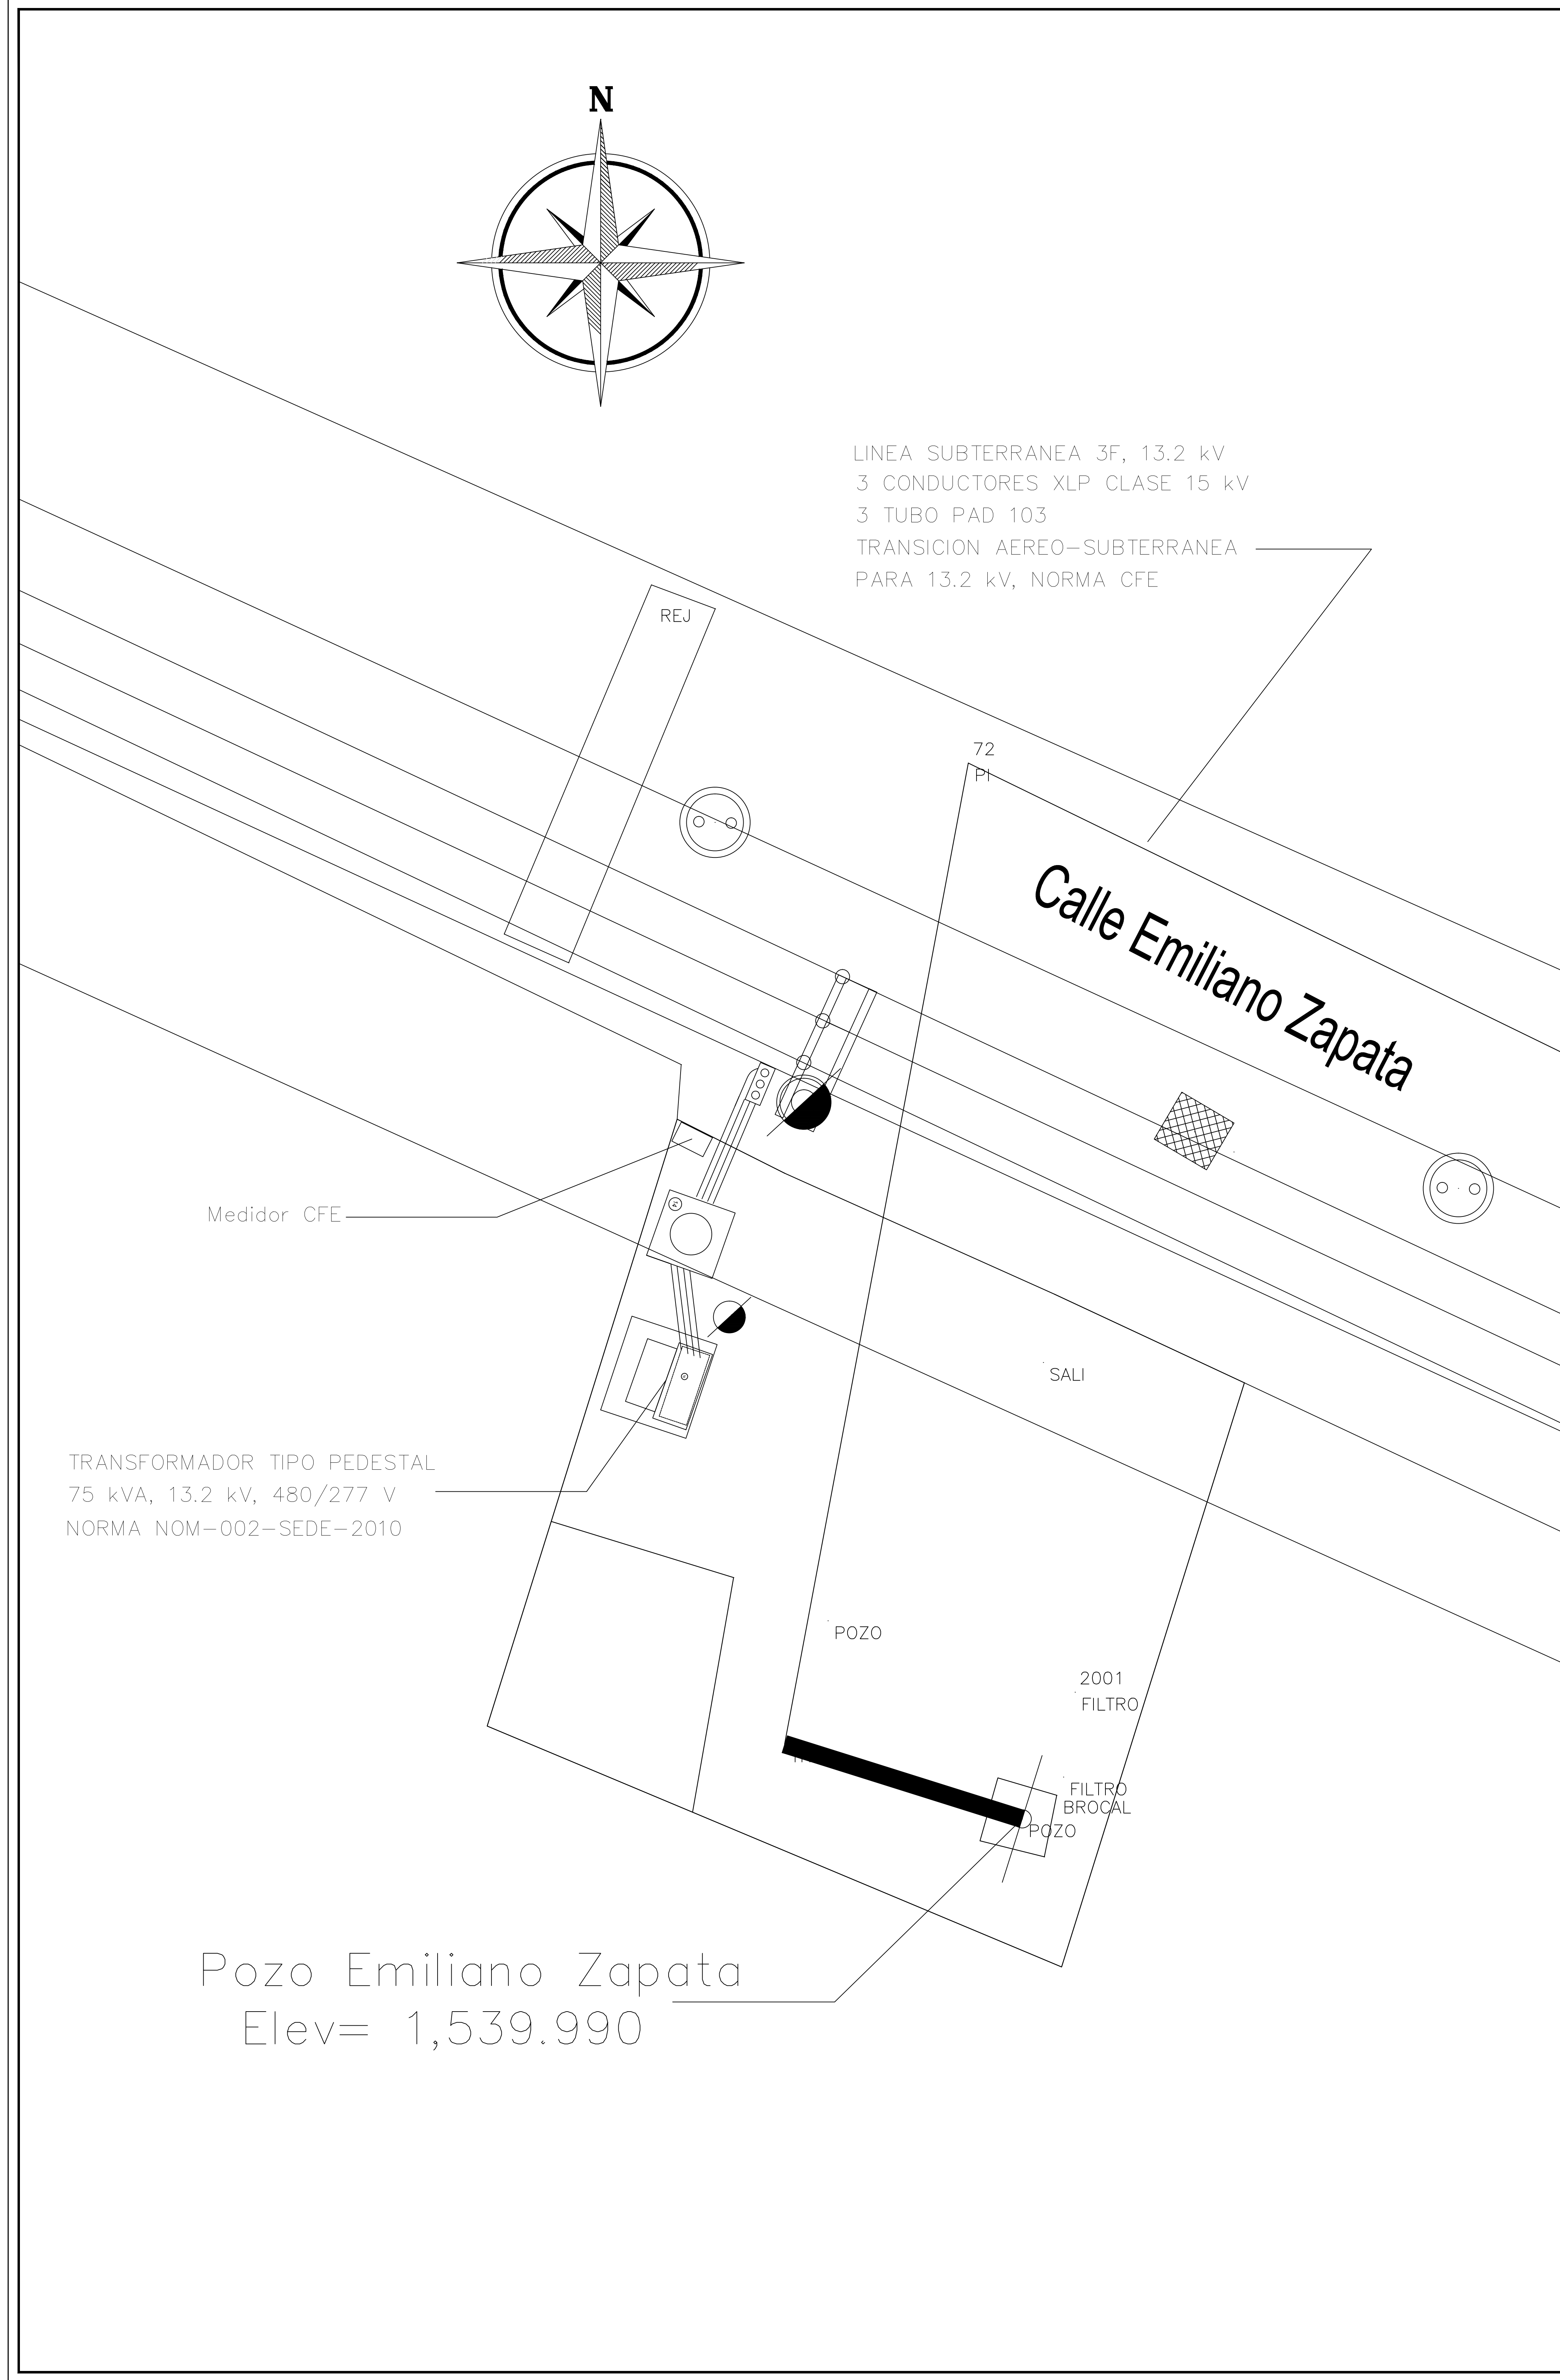 N
LINEA SUBTERRANEA 3F, 13.2 kV
3 CONDUCTORES XLP CLASE 15 kV
3 TUBO PAD 103
TRANSICION AEREO-SUBTERRANEA
PARA 13.2 kV, NORMA CFE
REJ
72
PI
Calle Emiliano Zapata
Medidor CFE
SALI
TRANSFORMADOR TIPO PEDESTAL
75 kVA, 13.2 kV, 480/277 V
NORMA NOM-002-SEDE-2010
POZO
2001
FILTRO
FILTRO
BROCAL
POZO
Pozo Emiliano Zapata
Elev= 1,539.990